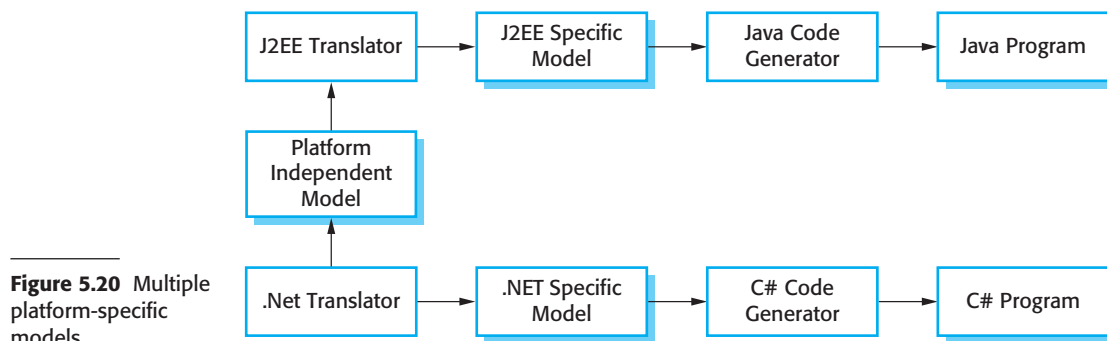 J2EE Translator
J2EE Specific
Model
Java Code
Generator
Java Program
Platform
Independent
Model
.Net Translator
.NET Specific
Model
C# Code
Generator
C# Program
Figure 5.20 Multiple
platform-specific
models